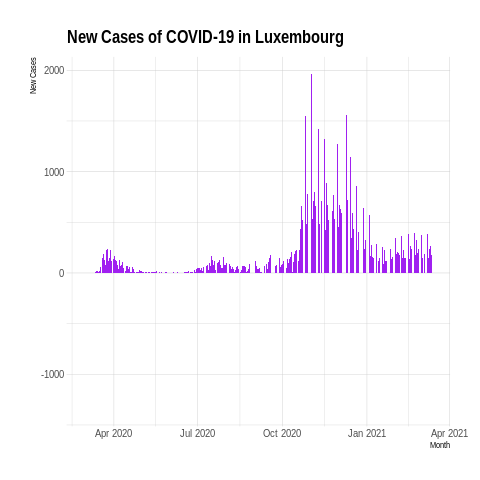 New Cases of COVID-19 in Luxembourg
New Cases
2000
1000
0
-1000
Apr 2020 Jul 2020 Oct 2020 Jan 2021 Apr 2021
Month